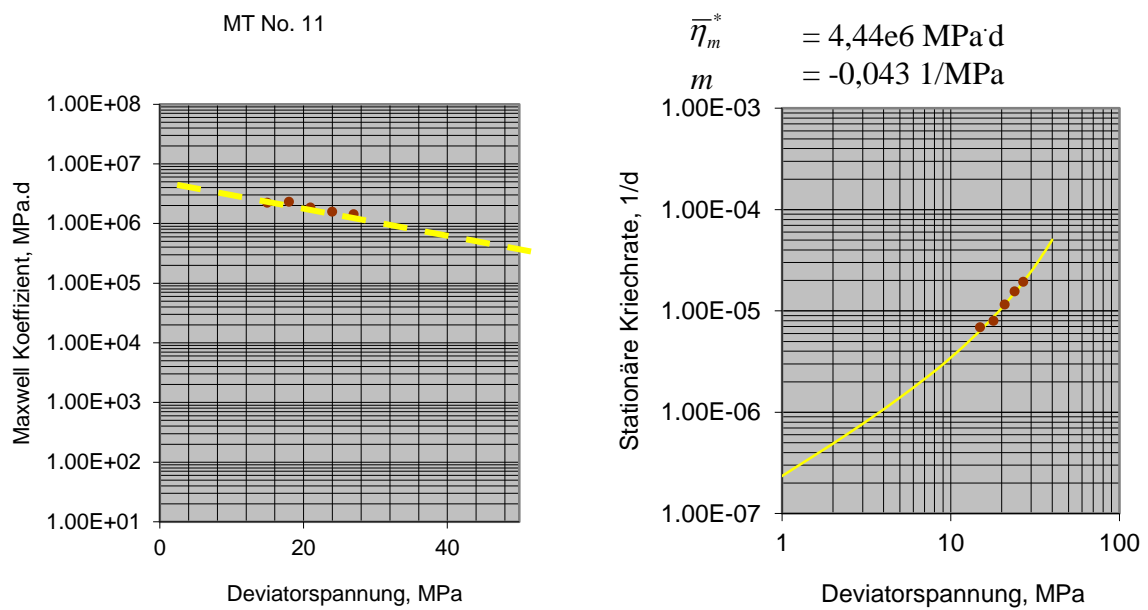 MT No. 11
η̅*m = 4,44e6 MPa·d
m = -0,043 1/MPa
Maxwell Koeffizient, MPa.d
1.00E+08
1.00E+07
1.00E+06
1.00E+05
1.00E+04
1.00E+03
1.00E+02
1.00E+01
0 20 40
Deviatorspannung, MPa
Stationäre Kriechrate, 1/d
1.00E-03
1.00E-04
1.00E-05
1.00E-06
1.00E-07
1 10 100
Deviatorspannung, MPa